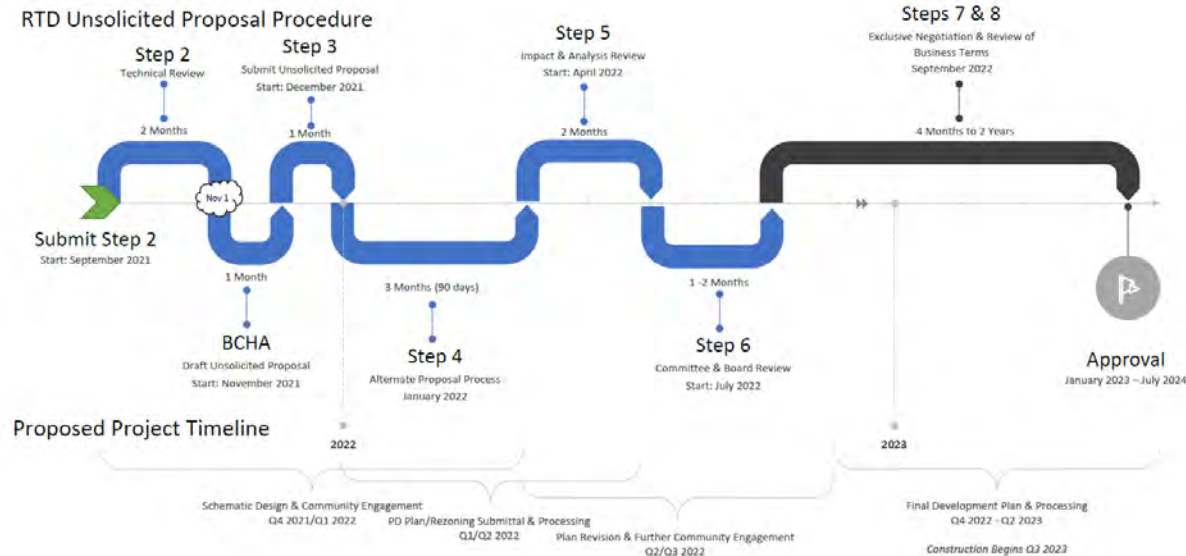 RTD Unsolicited Proposal Procedure
Step 2
Technical Review
2 Months
Step 3
Submit Unsolicited Proposal
Start: December 2021
1 Month
Step 5
Impact & Analysis Review
Start: April 2022
2 Months
Steps 7 & 8
Exclusive Negotiation & Review of
Business Terms
September 2022
4 Months to 2 Years
Nov 1
Submit Step 2
Start: September 2021
1 Month
BCHA
Draft Unsolicited Proposal
Start: November 2021
3 Months (90 days)
Step 4
Alternate Proposal Process
January 2022
1 -2 Months
Step 6
Committee & Board Review
Start: July 2022
Approval
January 2023 – July 2024
Proposed Project Timeline
2022
2023
Schematic Design & Community Engagement
Q4 2021/Q1 2022
PD Plan/Rezoning Submittal & Processing
Q1/Q2 2022
Plan Revision & Further Community Engagement
Q2/Q3 2022
Final Development Plan & Processing
Q4 2022 - Q2 2023
Construction Begins Q3 2023